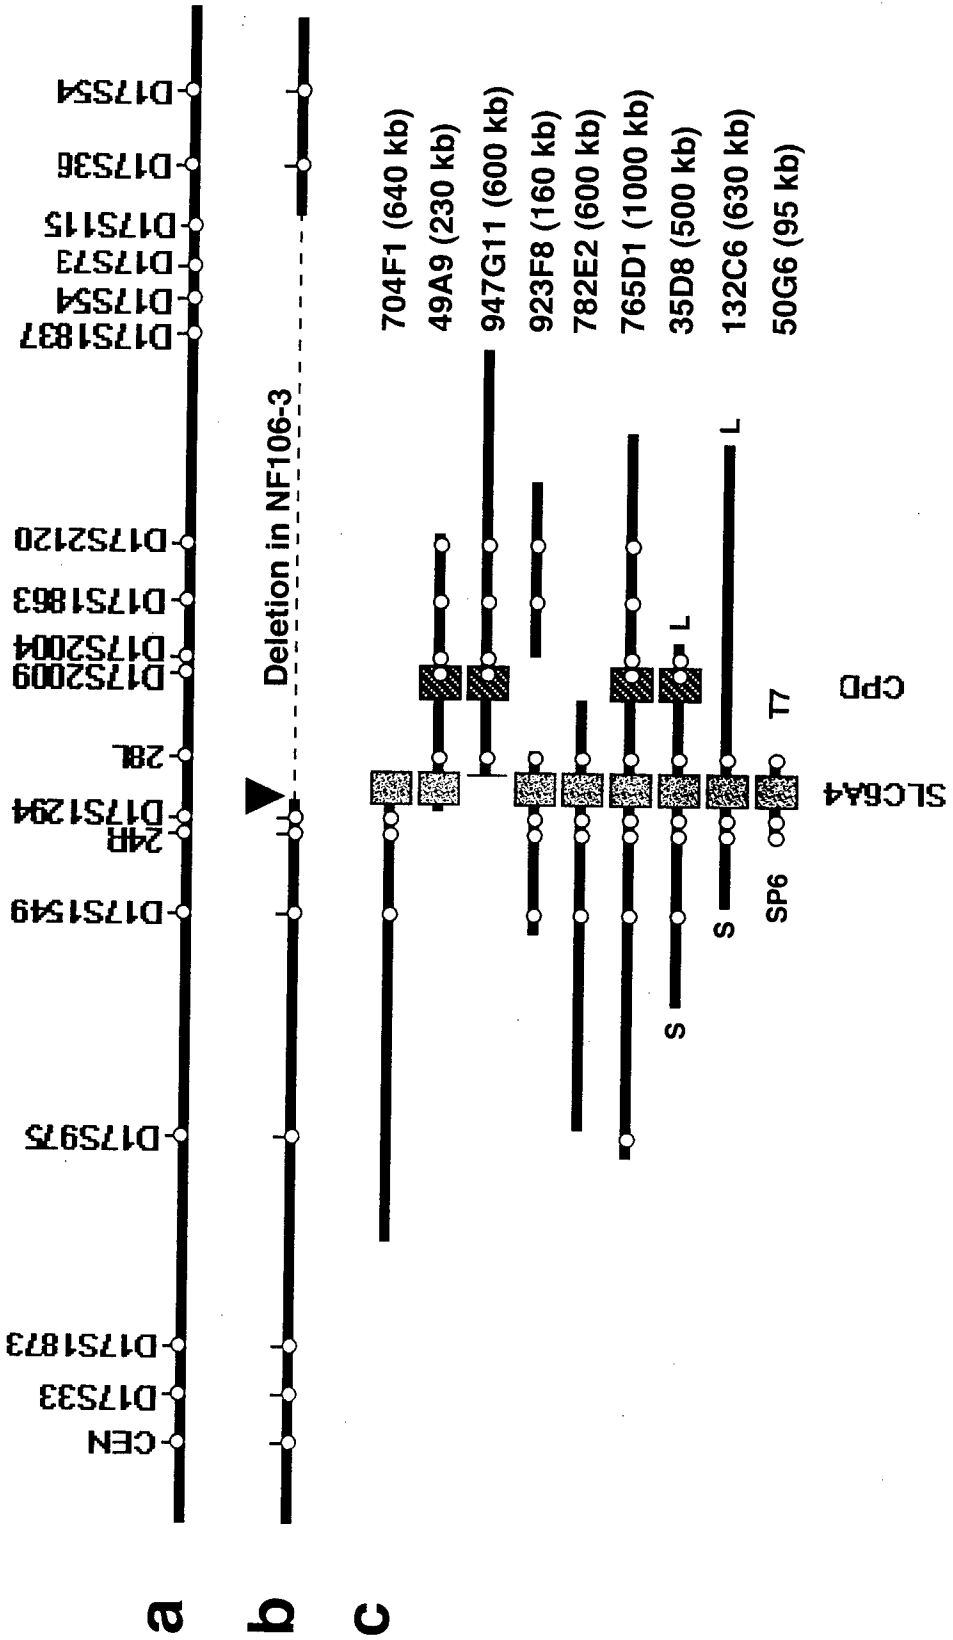 a
CEN
D17S33
D17S1873
D17S975
D17S1549
24R
D17S1294
28L
D17S2009
D17S2004
D17S1863
D17S2120
D17S1837
D17S54
D17S73
D17S115
D17S36
D17S54
b
Deletion in NF106-3
c
704F1 (640 kb)
49A9 (230 kb)
947G11 (600 kb)
923F8 (160 kb)
782E2 (600 kb)
765D1 (1000 kb)
S
L
35D8 (500 kb)
S
L
132C6 (630 kb)
SP6
T7
50G6 (95 kb)
SLC6A4
CPD